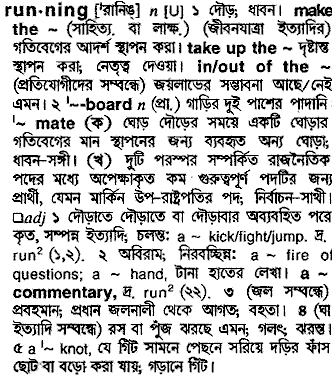 run·ning [ˈরানিঙ্] n [U] ১ দৌড়; ধাবন। make
the ~ (সাহিত্য. বা লাক্ষ.) (জীবনযাত্রা ইত্যাদির)
গতিবেগের আদর্শ স্থাপন করা। take up the ~ দৃষ্টান্ত
স্থাপন করা; নেতৃত্ব দেওয়া। in/out of the ~
(প্রতিযোগীদের সম্বন্ধে) জয়লাভের সম্ভাবনা আছে/নেই
এমন। ২ ˈ~-board n (প্রা.) গাড়ির দুই পাশের পাদানি
ˈ~ mate (ক) ঘোড় দৌড়ের সময়ে একটি ঘোড়ার
গতিবেগের মান স্থাপনের জন্য ব্যবহৃত অন্য ঘোড়া;
ধাবন-সঙ্গী। (খ) দুটি পরস্পর সম্পর্কিত রাজনৈতিক
পদের মধ্যে অপেক্ষাকৃত কম গুরুত্বপূর্ণ পদটির জন্য
প্রার্থী, যেমন মার্কিন উপ-রাষ্ট্রপতির পদ; নির্বাচন-সাথী।
□adj ১ দৌড়াতে দৌড়াতে বা দৌড়াবার অব্যবহিত পরে
কৃত, সম্পন্ন ইত্যাদি; চলন্ত: a ~ kick/fight/jump. দ্র.
run² (১,২). ২ অবিরাম; নিরবচ্ছিন্ন: a ~ fire of
questions; a ~ hand, টানা হাতের লেখা। a ~
commentary, দ্র. run² (২২). ৩ (জল সম্বন্ধে)
প্রবহমান; প্রধান জলনালী থেকে আগত; বহতা। ৪ (ঘা
ইত্যাদি সম্বন্ধে) রস বা পুঁজ ঝরছে এমন; গলৎ ঝরন্ত।
৫ a ˈ~ knot, যে গিঁট সামনে পেছনে সরিয়ে দড়ির ফাঁস
ছোট বা বড়ো করা যায়; গড়ানে গিঁট।